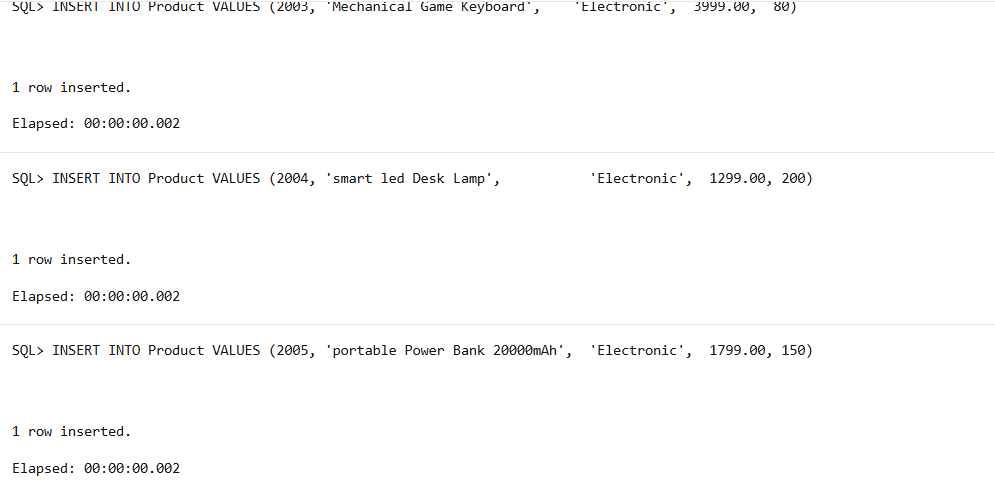 SQL> INSERT INTO Product VALUES (2003, 'Mechanical Game Keyboard',    'Electronic',  3999.00,  80)
1 row inserted.
Elapsed: 00:00:00.002
SQL> INSERT INTO Product VALUES (2004, 'smart led Desk Lamp',           'Electronic',  1299.00, 200)
1 row inserted.
Elapsed: 00:00:00.002
SQL> INSERT INTO Product VALUES (2005, 'portable Power Bank 20000mAh',  'Electronic',  1799.00, 150)
1 row inserted.
Elapsed: 00:00:00.002